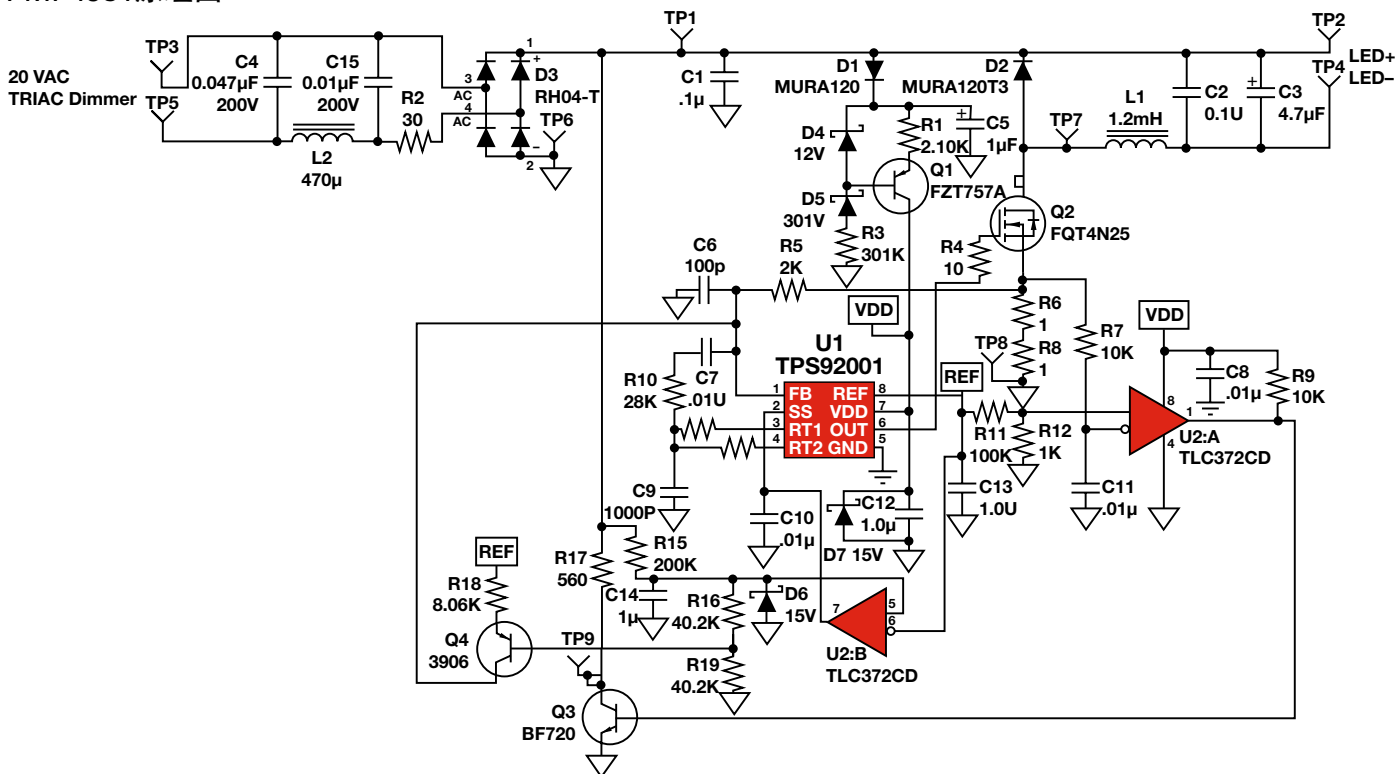 TP3
20 VAC
TRIAC Dimmer
TP5
C4
0.047µF
200V
C15
0.01µF
200V
L2
470µ
R2
30
3
AC
4
AC
1
+
D3
RH04-T
TP6
–
2
TP1
C1
.1µ
D1
MURA120
D2
MURA120T3
TP2
LED+
TP4
LED–
D4
12V
R1
2.10K
+
C5
1µF
TP7
L1
1.2mH
C2
0.1U
+
C3
4.7µF
Q1
FZT757A
D5
301V
R3
301K
Q2
FQT4N25
R4
10
C6
100p
R5
2K
VDD
R6
1
R8
1
TP8
R7
10K
VDD
C8
.01µ
R9
10K
U1
TPS92001
1 FB
2 SS
3 RT1
4 RT2
REF 8
VDD 7
OUT 6
GND 5
R10
28K
C7
.01U
REF
R11
100K
R12
1K
8
1
4
U2:A
TLC372CD
C9
1000P
C10
.01µ
C12
1.0µ
D7 15V
C13
1.0U
C11
.01µ
REF
R18
8.06K
R17
560
R15
200K
C14
1µ
R16
40.2K
D6
15V
7
5
6
U2:B
TLC372CD
Q4
3906
TP9
R19
40.2K
Q3
BF720